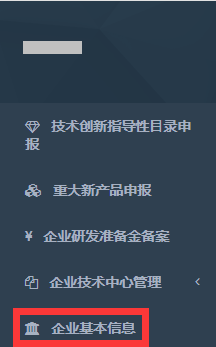 技术创新指导性目录申
报
重大新产品申报
¥ 企业研发准备金备案
企业技术中心管理
企业基本信息